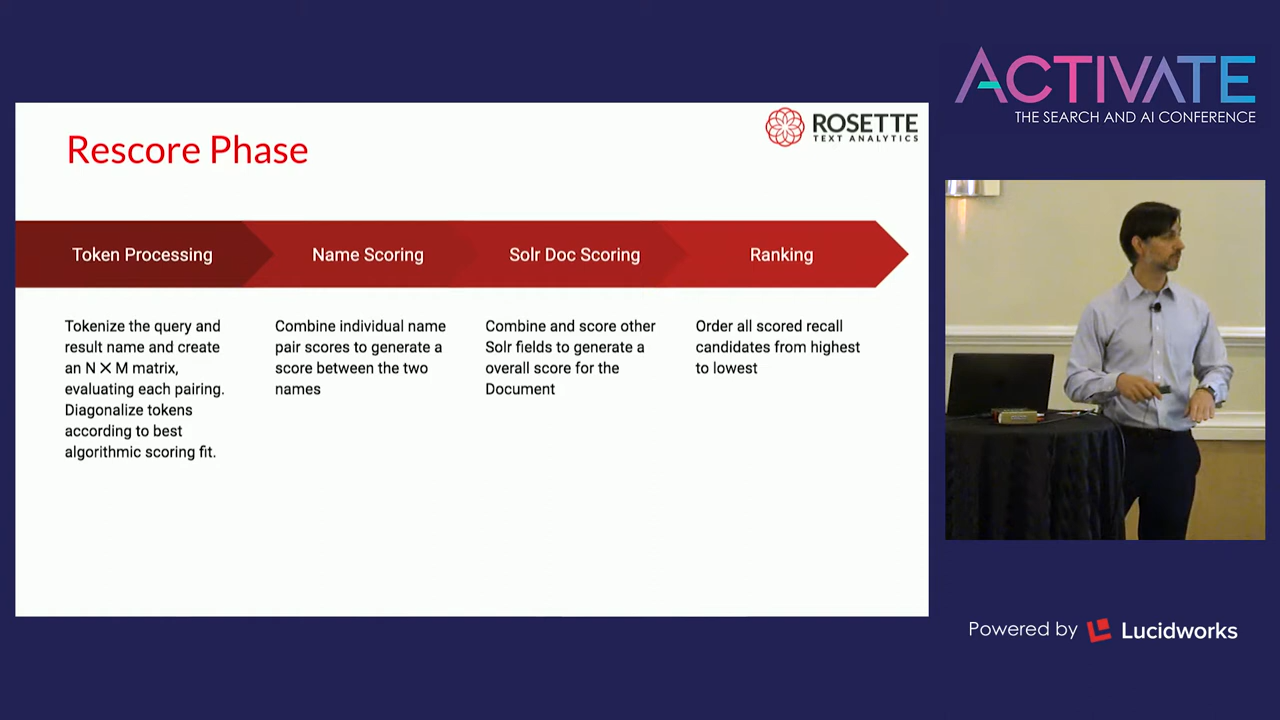 ACTIVATE
THE SEARCH AND AI CONFERENCE
ROSETTE
TEXT ANALYTICS
Rescore Phase
Token Processing
Name Scoring
Solr Doc Scoring
Ranking
Tokenize the query and
result name and create
an N X M matrix,
evaluating each pairing.
Diagonalize tokens
according to best
algorithmic scoring fit.
Combine individual name
pair scores to generate a
score between the two
names
Combine and score other
Solr fields to generate a
overall score for the
Document
Order all scored recall
candidates from highest
to lowest
Powered by Lucidworks